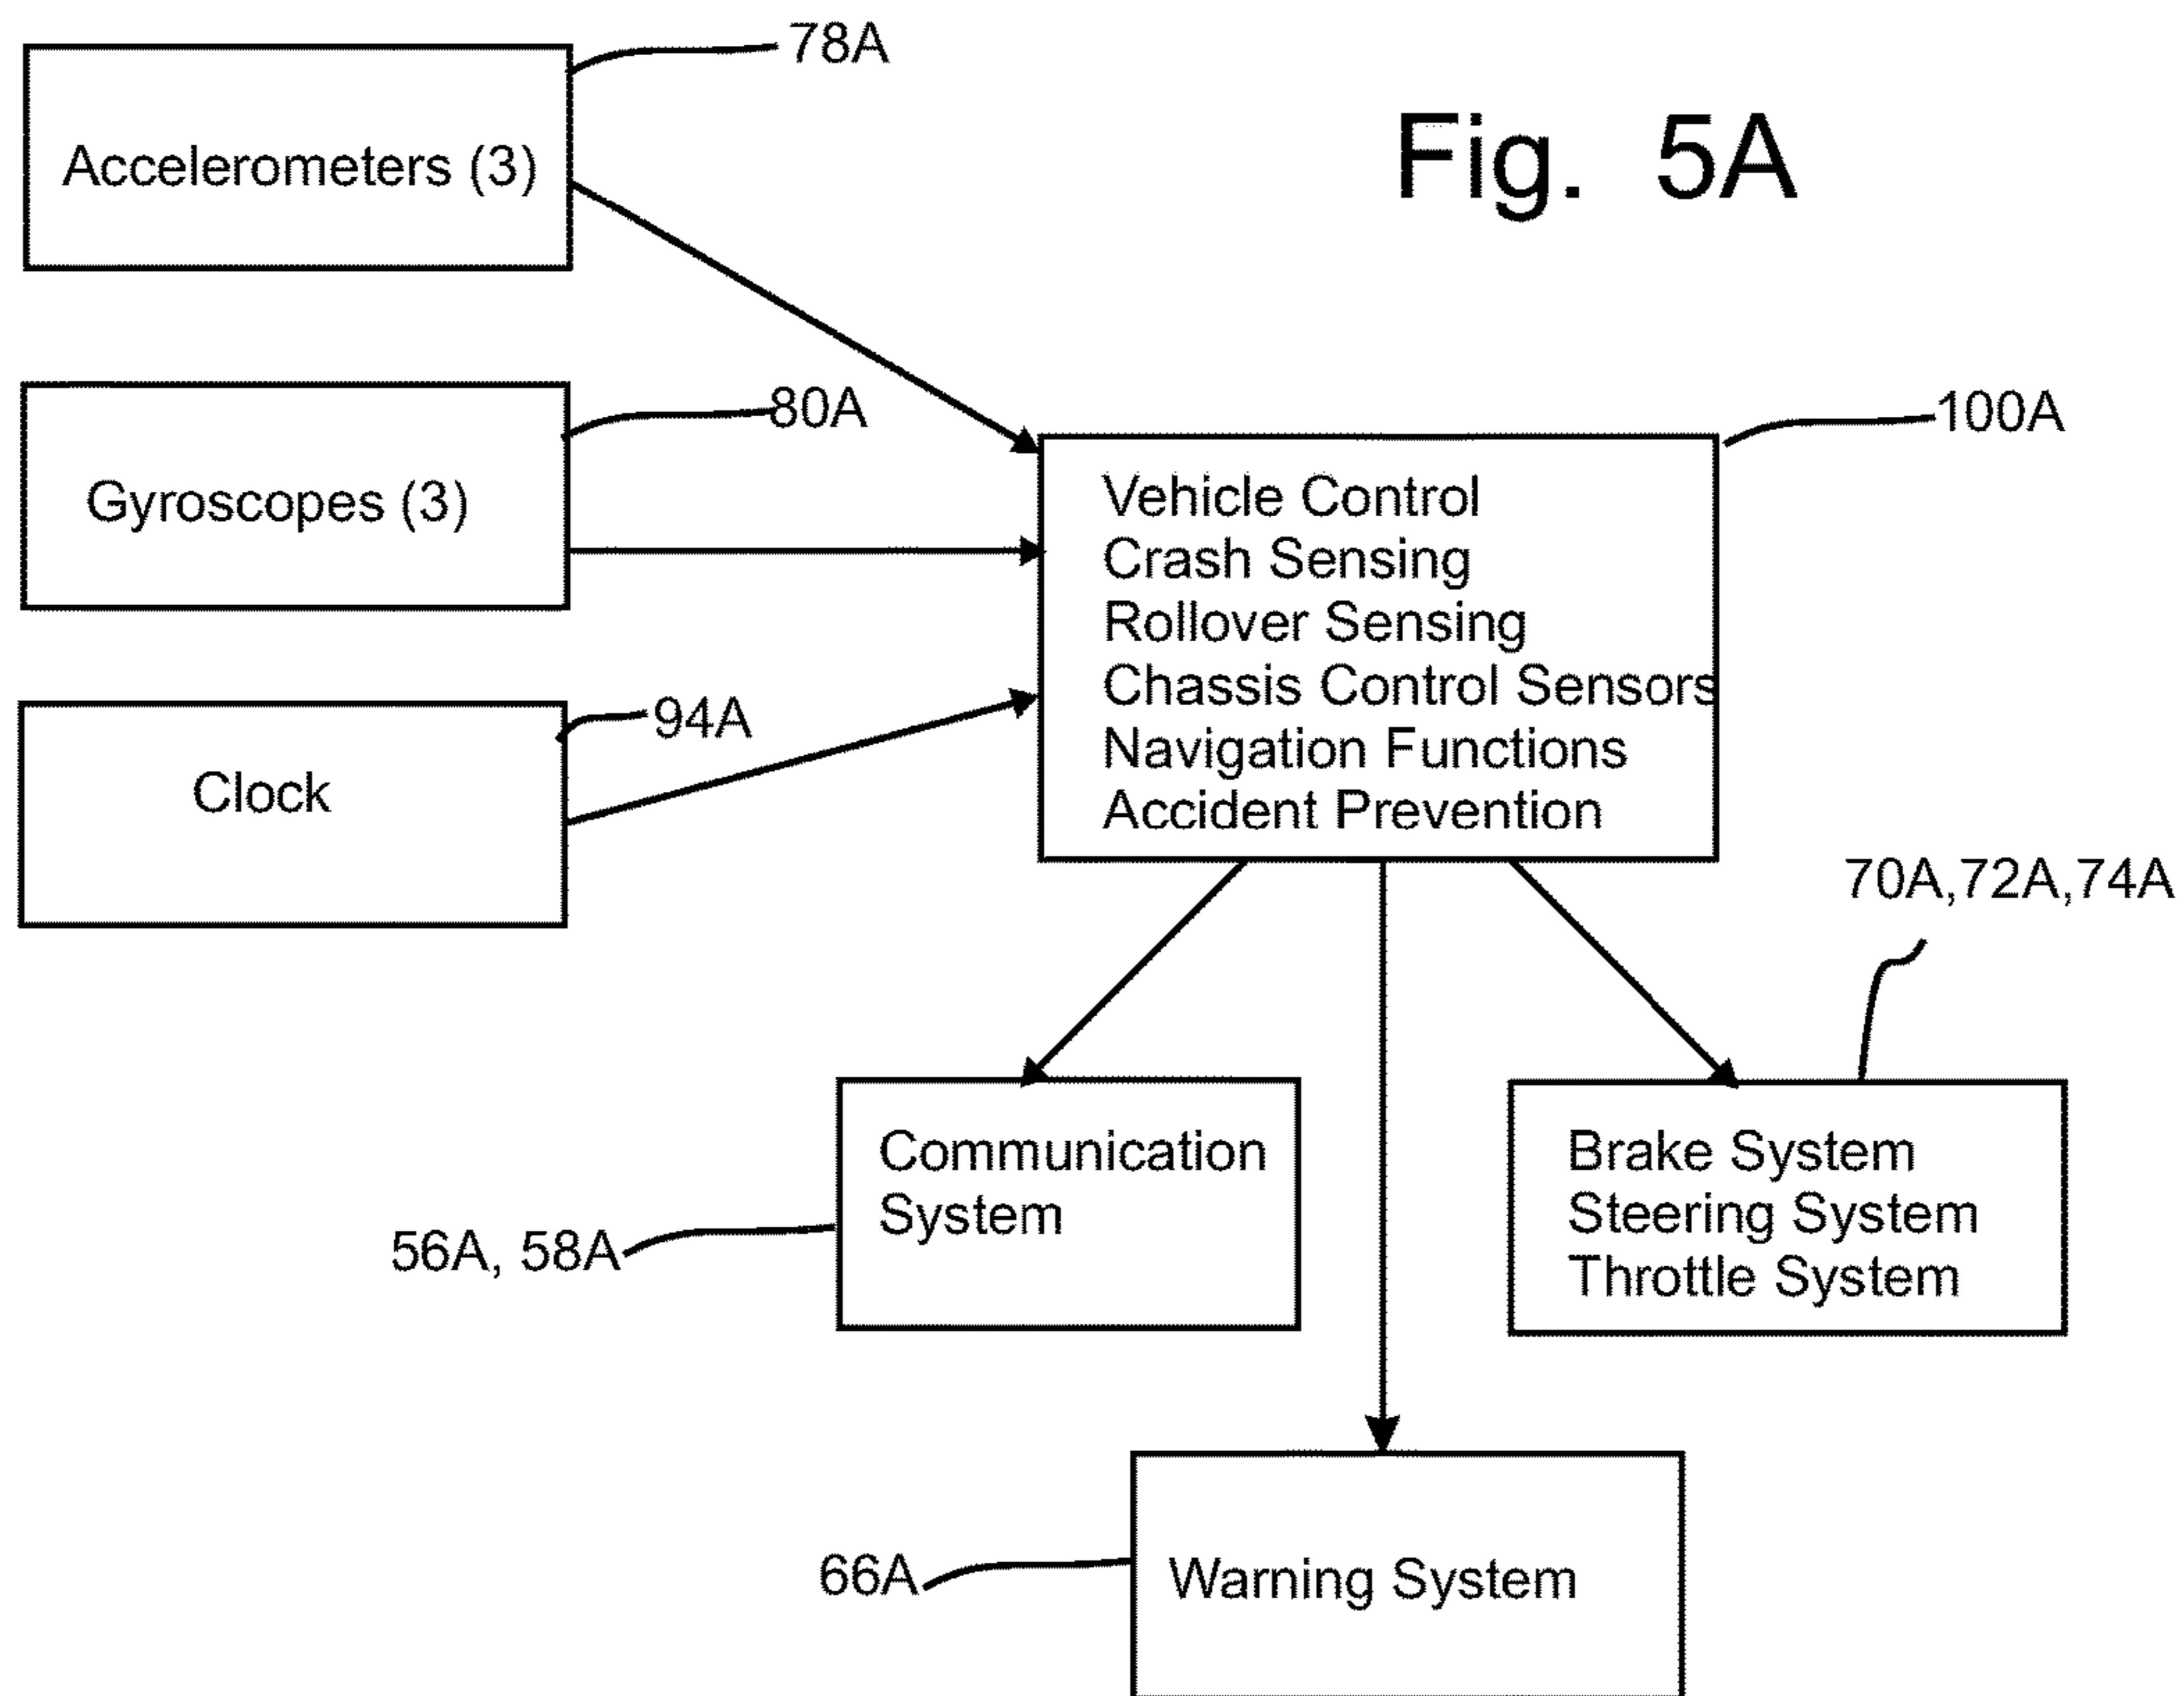 78A
Fig. 5A
Accelerometers (3)
80A
100A
Gyroscopes (3)
Vehicle Control
Crash Sensing
Rollover Sensing
Chassis Control Sensors
Navigation Functions
Accident Prevention
94A
Clock
70A,72A,74A
Communication
System
Brake System
Steering System
Throttle System
56A, 58A
66A
Warning System